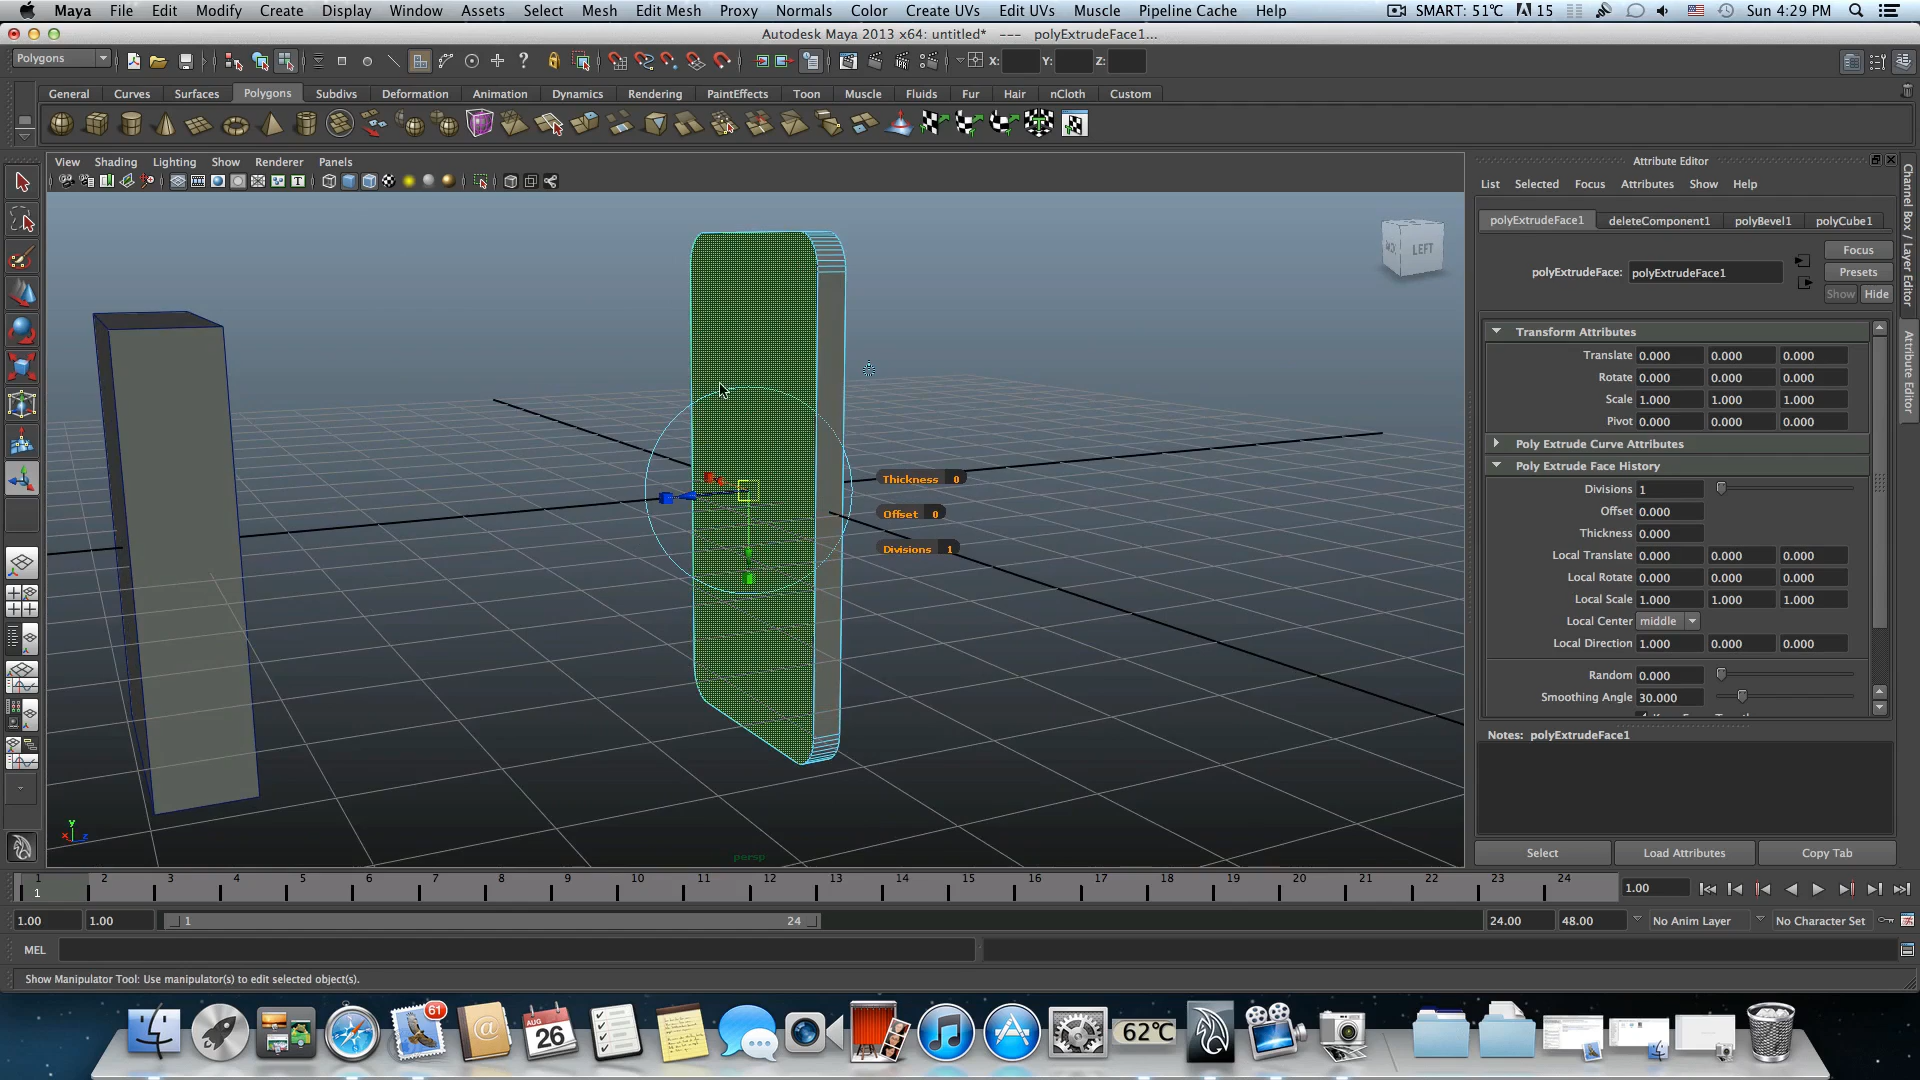 Maya File Edit Modify Create Display Window Assets Select Mesh Edit Mesh Proxy Normals Color Create UVs Edit UVs Muscle Pipeline Cache Help SMART: 51℃ 15 Sun 4:29 PM
Autodesk Maya 2013 x64: untitled* --- polyExtrudeFace1...
Polygons X: Y: Z:
General Curves Surfaces Polygons Subdivs Deformation Animation Dynamics Rendering PaintEffects Toon Muscle Fluids Fur Hair nCloth Custom
View Shading Lighting Show Renderer Panels
LEFT
Thickness 0
Offset 0
Divisions 1
y
x z
persp
Attribute Editor
List Selected Focus Attributes Show Help
polyExtrudeFace1 deleteComponent1 polyBevel1 polyCube1
Focus
polyExtrudeFace: polyExtrudeFace1 Presets
Show Hide
Transform Attributes
Translate 0.000 0.000 0.000
Rotate 0.000 0.000 0.000
Scale 1.000 1.000 1.000
Pivot 0.000 0.000 0.000
Poly Extrude Curve Attributes
Poly Extrude Face History
Divisions 1
Offset 0.000
Thickness 0.000
Local Translate 0.000 0.000 0.000
Local Rotate 0.000 0.000 0.000
Local Scale 1.000 1.000 1.000
Local Center middle
Local Direction 1.000 0.000 0.000
Random 0.000
Smoothing Angle 30.000
Notes: polyExtrudeFace1
Select Load Attributes Copy Tab
Channel Box / Layer Editor
Attribute Editor
1 2 3 4 5 6 7 8 9 10 11 12 13 14 15 16 17 18 19 20 21 22 23 24
1 1.00
1.00 1.00 1 24 24.00 48.00 No Anim Layer No Character Set
MEL
Show Manipulator Tool: Use manipulator(s) to edit selected object(s).
61
AUG
26
62℃